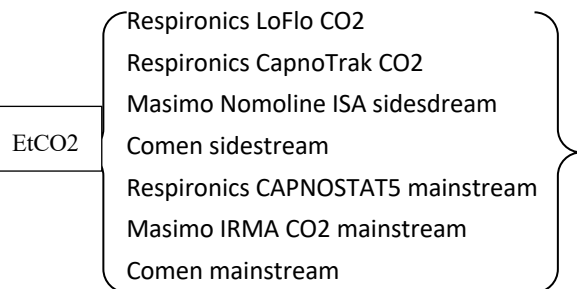 Respironics LoFlo CO2
Respironics CapnoTrak CO2
Masimo Nomoline ISA sidesdream
EtCO2
Comen sidestream
Respironics CAPNOSTAT5 mainstream
Masimo IRMA CO2 mainstream
Comen mainstream